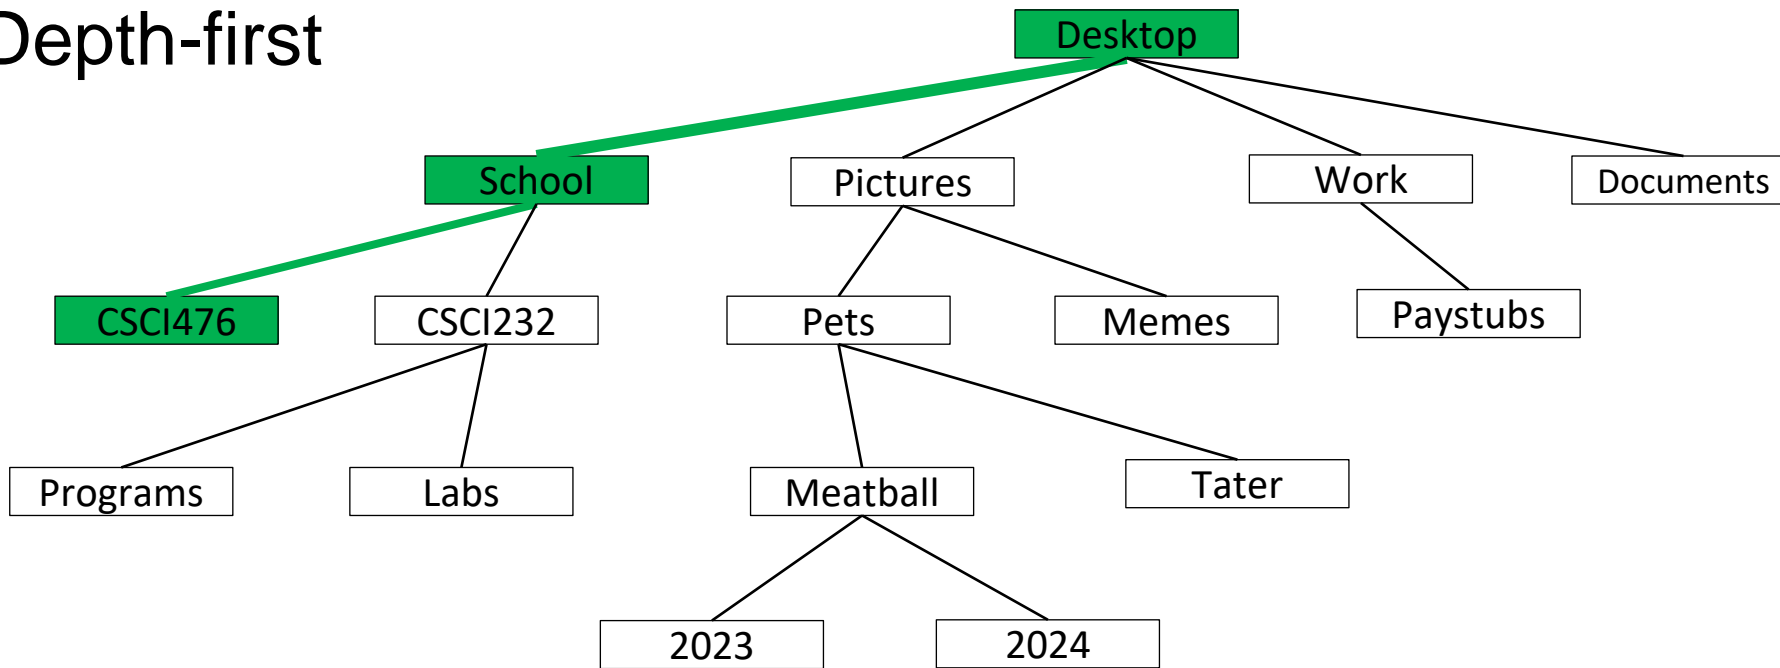 Depth-first
Desktop
School
Pictures
Work
Documents
CSCI476
CSCI232
Pets
Memes
Paystubs
Programs
Labs
Meatball
Tater
2023
2024